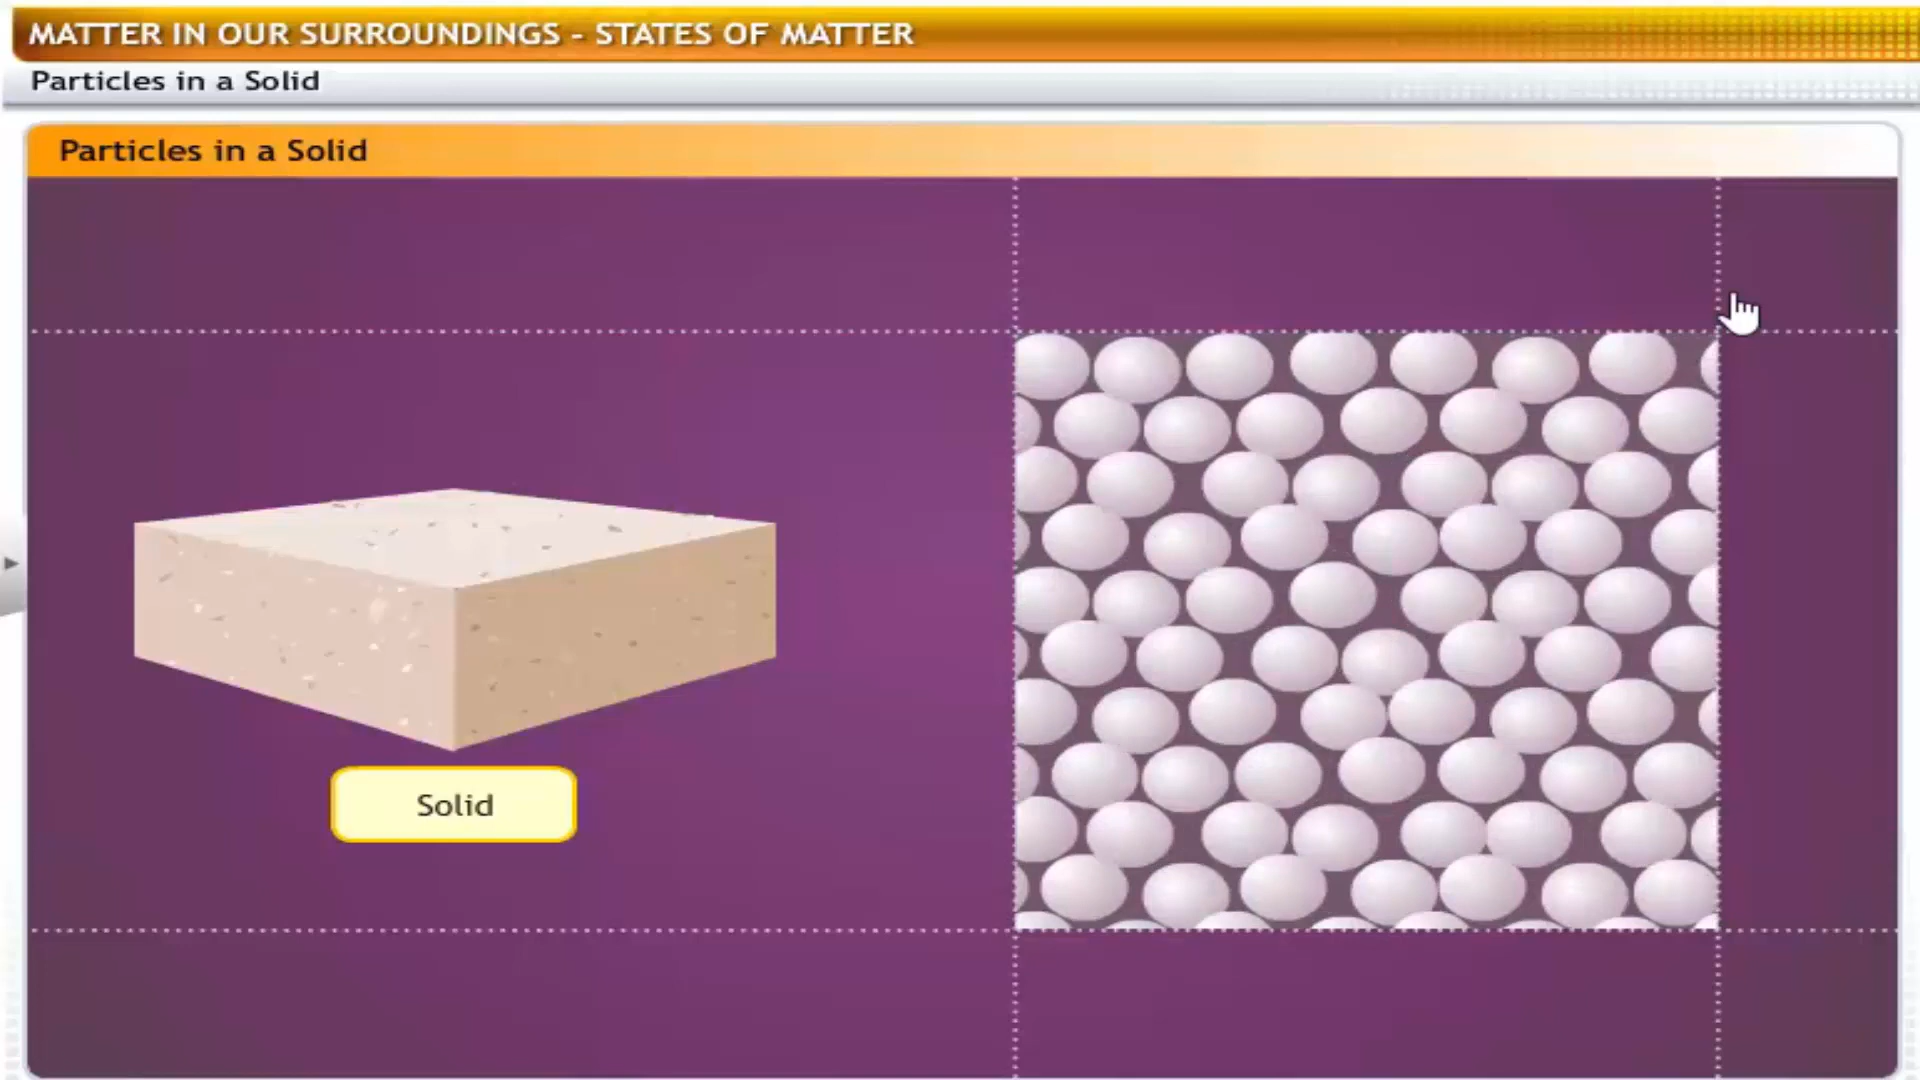 MATTER IN OUR SURROUNDINGS - STATES OF MATTER
Particles in a Solid
Particles in a Solid
Solid